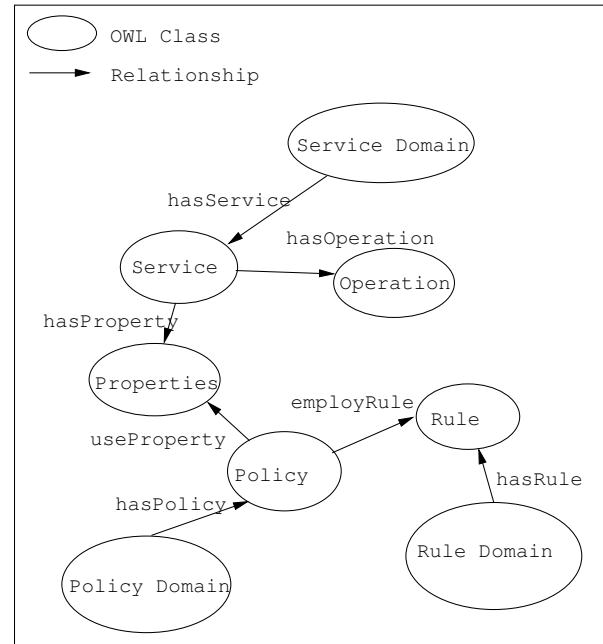 OWL Class
Relationship
Service Domain
hasService
hasOperation
Service
Operation
hasProperty
Properties
employRule
Rule
useProperty
Policy
hasPolicy
hasRule
Rule Domain
Policy Domain